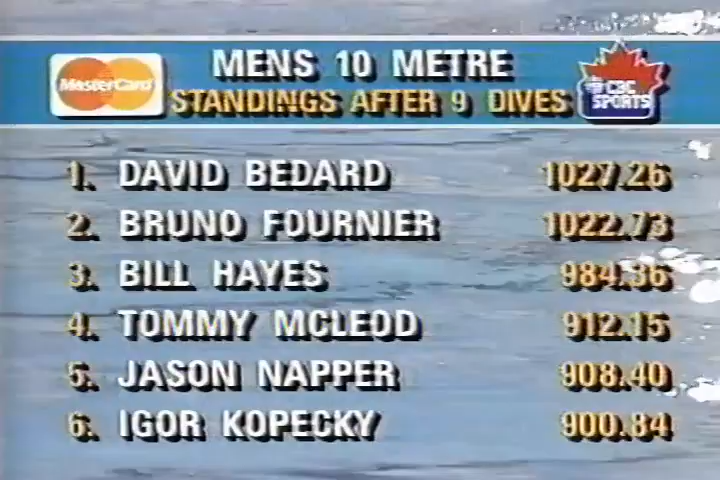 MENS 10 METRE
MasterCard
STANDINGS AFTER 9 DIVES
CBC
SPORTS
1. DAVID BEDARD 1027.26
2. BRUNO FOURNIER 1022.73
3. BILL HAYES 984.36
4. TOMMY MCLEOD 912.15
5. JASON NAPPER 908.40
6. IGOR KOPECKY 900.84